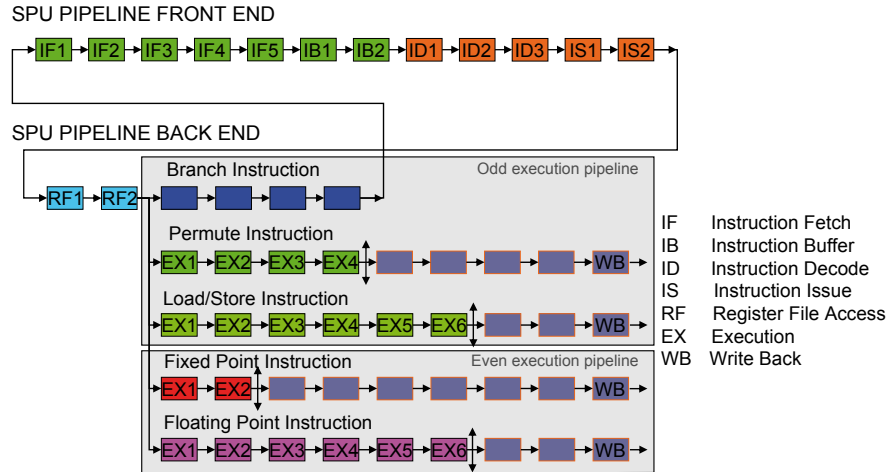 SPU PIPELINE FRONT END
IF1 IF2 IF3 IF4 IF5 IB1 IB2 ID1 ID2 ID3 IS1 IS2
SPU PIPELINE BACK END
Branch Instruction
Odd execution pipeline
RF1 RF2
Permute Instruction
EX1 EX2 EX3 EX4 WB
Load/Store Instruction
EX1 EX2 EX3 EX4 EX5 EX6 WB
Fixed Point Instruction
Even execution pipeline
EX1 EX2 WB
Floating Point Instruction
EX1 EX2 EX3 EX4 EX5 EX6 WB
IF Instruction Fetch
IB Instruction Buffer
ID Instruction Decode
IS Instruction Issue
RF Register File Access
EX Execution
WB Write Back